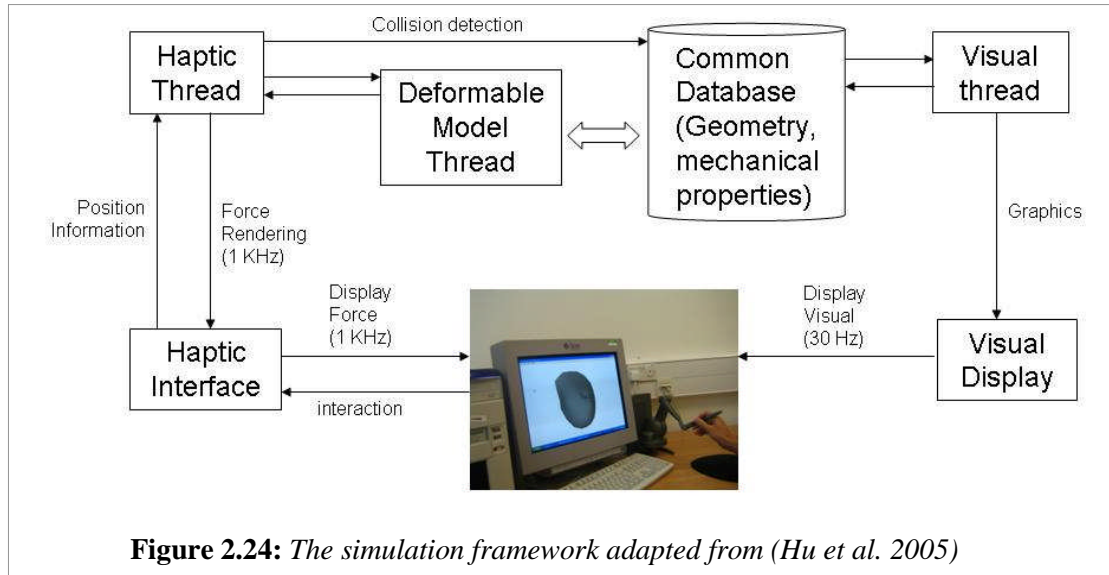 Collision detection
Haptic
Thread
Deformable
Model
Thread
Common
Database
(Geometry,
mechanical
properties)
Visual
thread
Position
Information
Force
Rendering
(1 KHz)
Graphics
Display
Force
(1 KHz)
Display
Visual
(30 Hz)
Haptic
Interface
interaction
Visual
Display
Figure 2.24: The simulation framework adapted from (Hu et al. 2005)